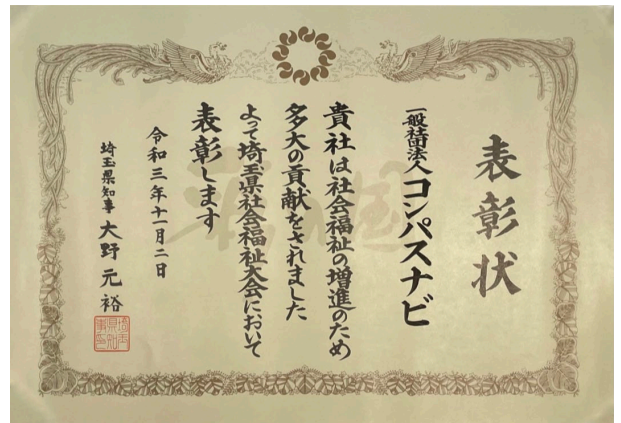 表彰状
一般社団法人コンパスナビ
貴社は社会福祉の増進のため
多大の貢献をされました
よって埼玉県社会福祉大会において
表彰します
令和三年十一月二日
埼玉県知事 大野元裕